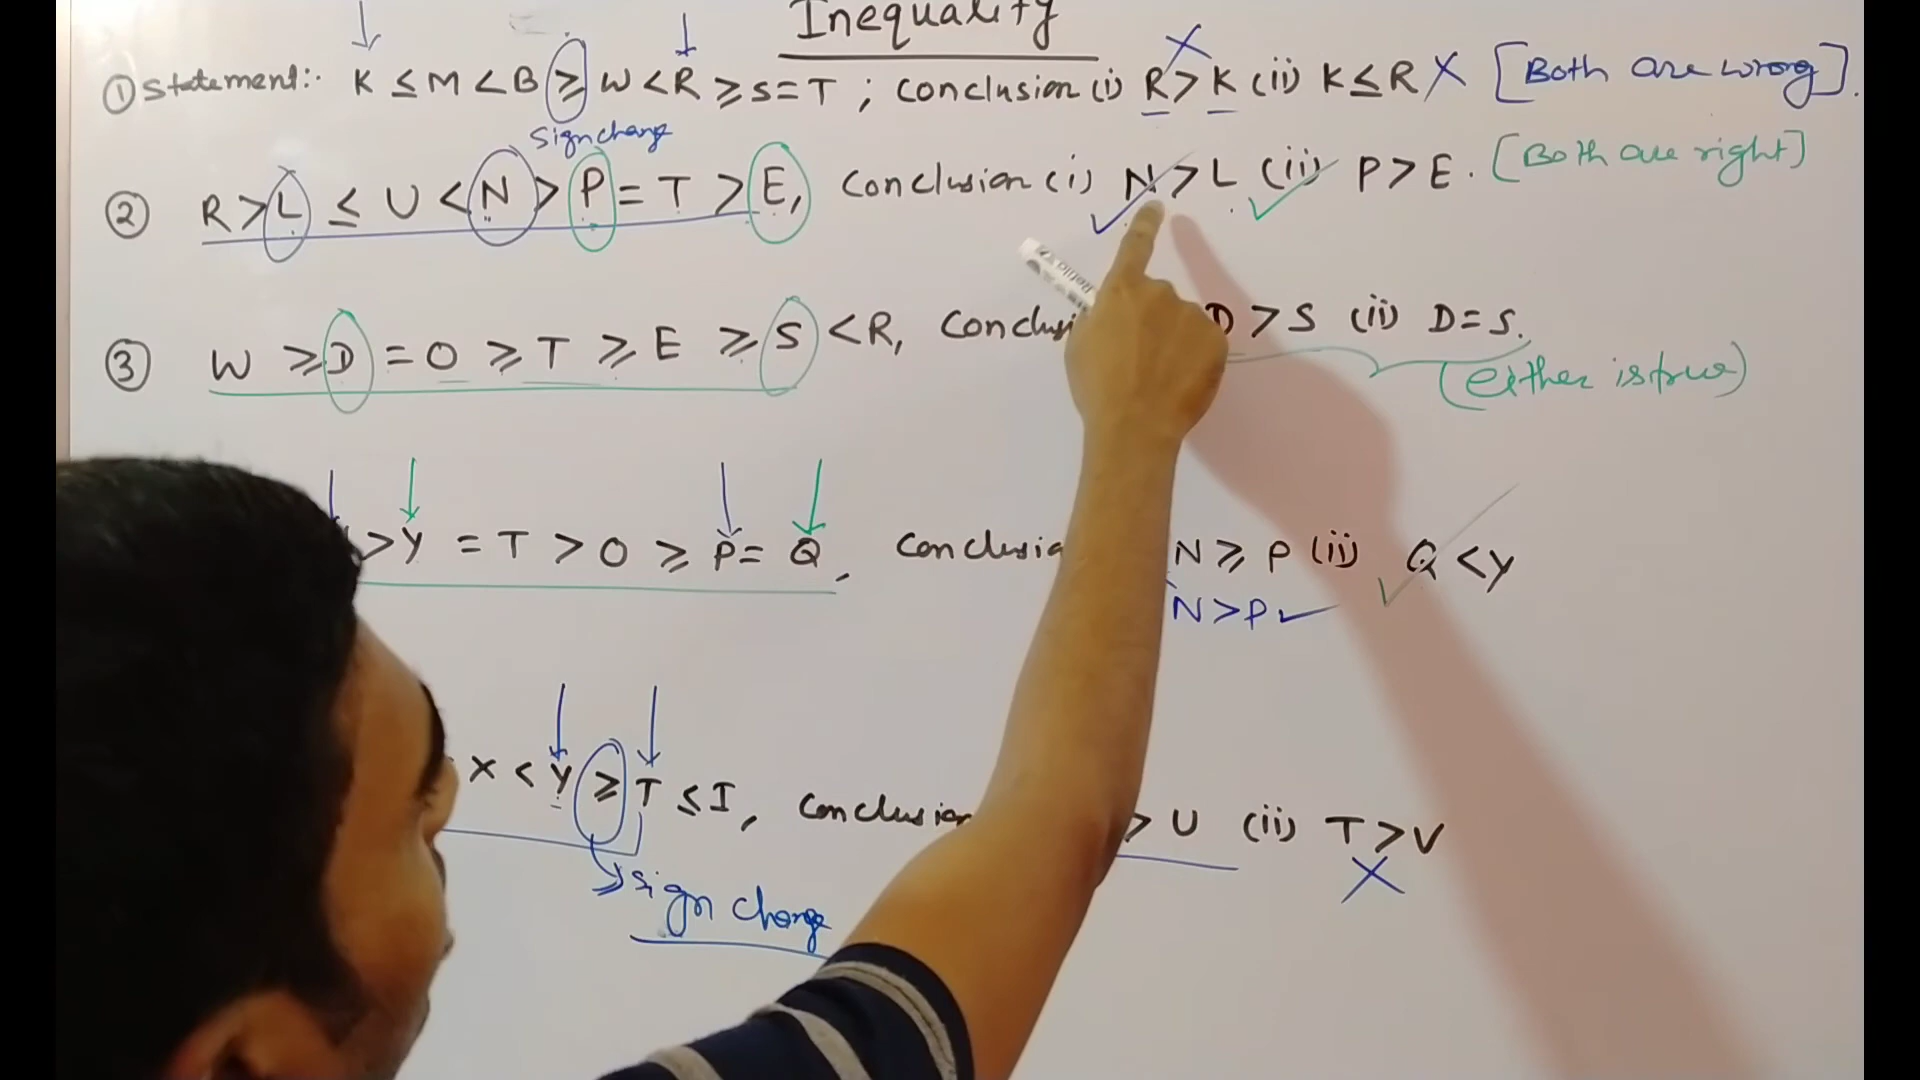 Inequality
① Statement:- K ≤ M < B ≥ W < R ≥ S = T ; Conclusion (i) R > K (ii) K ≤ R X [Both are wrong].
Sign change
② R > L ≤ U < N > P = T > E, Conclusion (i) N > L (ii) P > E. [Both are right]
③ W ≥ D = O ≥ T ≥ E ≥ S < R, Conclusi D > S (ii) D = S.
(either is true)
> Y = T > O ≥ P = Q, Conclusio N ≥ P (ii) Q < Y
N > P ✓
X < Y ≥ T ≤ I, Conclusion > U (ii) T > V
X
sign change